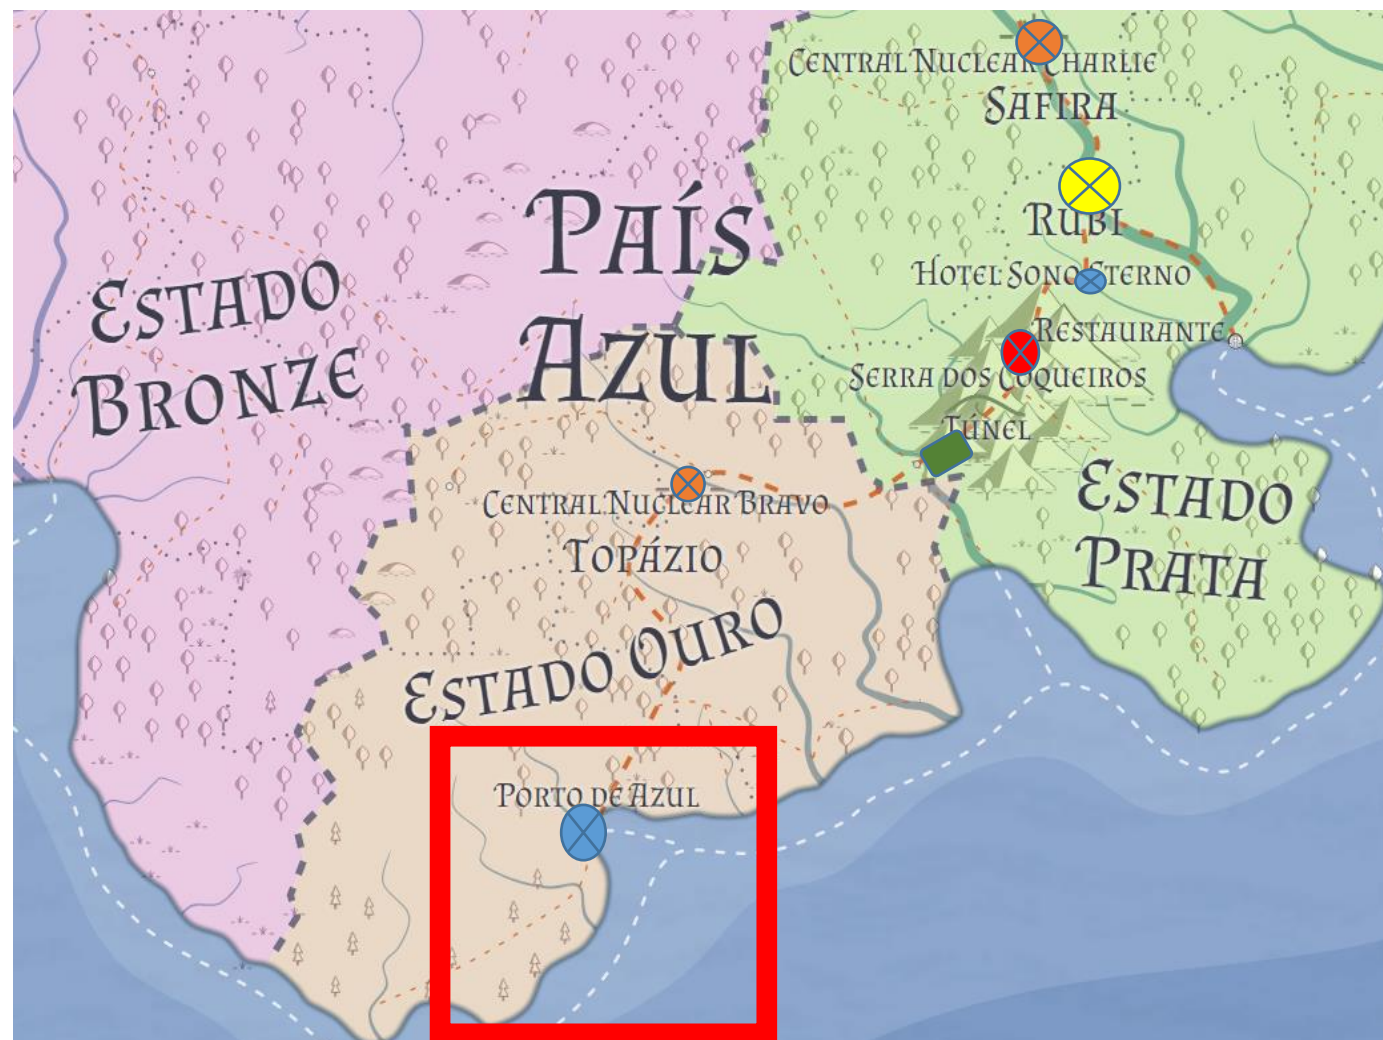 Central Nuclear Charlie
Safira
País
Azul
Rubi
Estado
Bronze
Hotel Sono Eterno
Restaurante
Serra dos Coqueiros
Túnel
Estado
Prata
Central Nuclear Bravo
Topázio
Estado Ouro
Porto de Azul